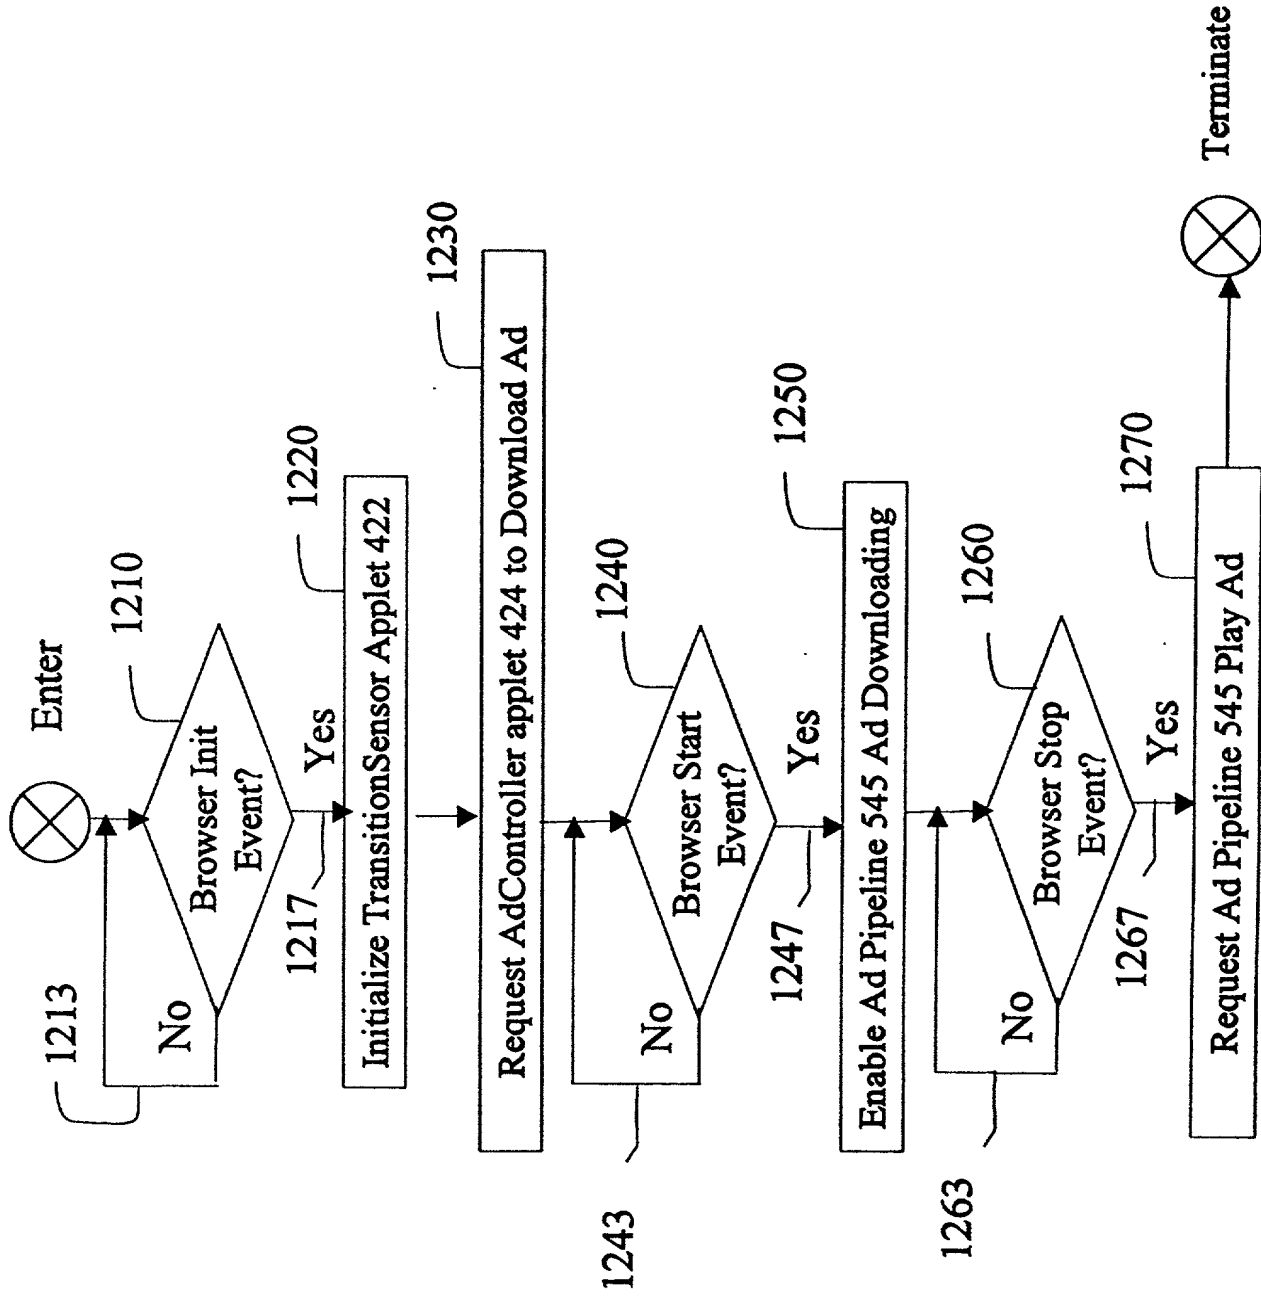 Enter
1210
Browser Init
Event?
1213
No
1217
Yes
1220
Initialize TransitionSensor Applet 422
1230
Request AdController applet 424 to Download Ad
1240
Browser Start
Event?
No
1243
1247
Yes
1250
Enable Ad Pipeline 545 Ad Downloading
1260
Browser Stop
Event?
No
1263
1267
Yes
1270
Request Ad Pipeline 545 Play Ad
Terminate